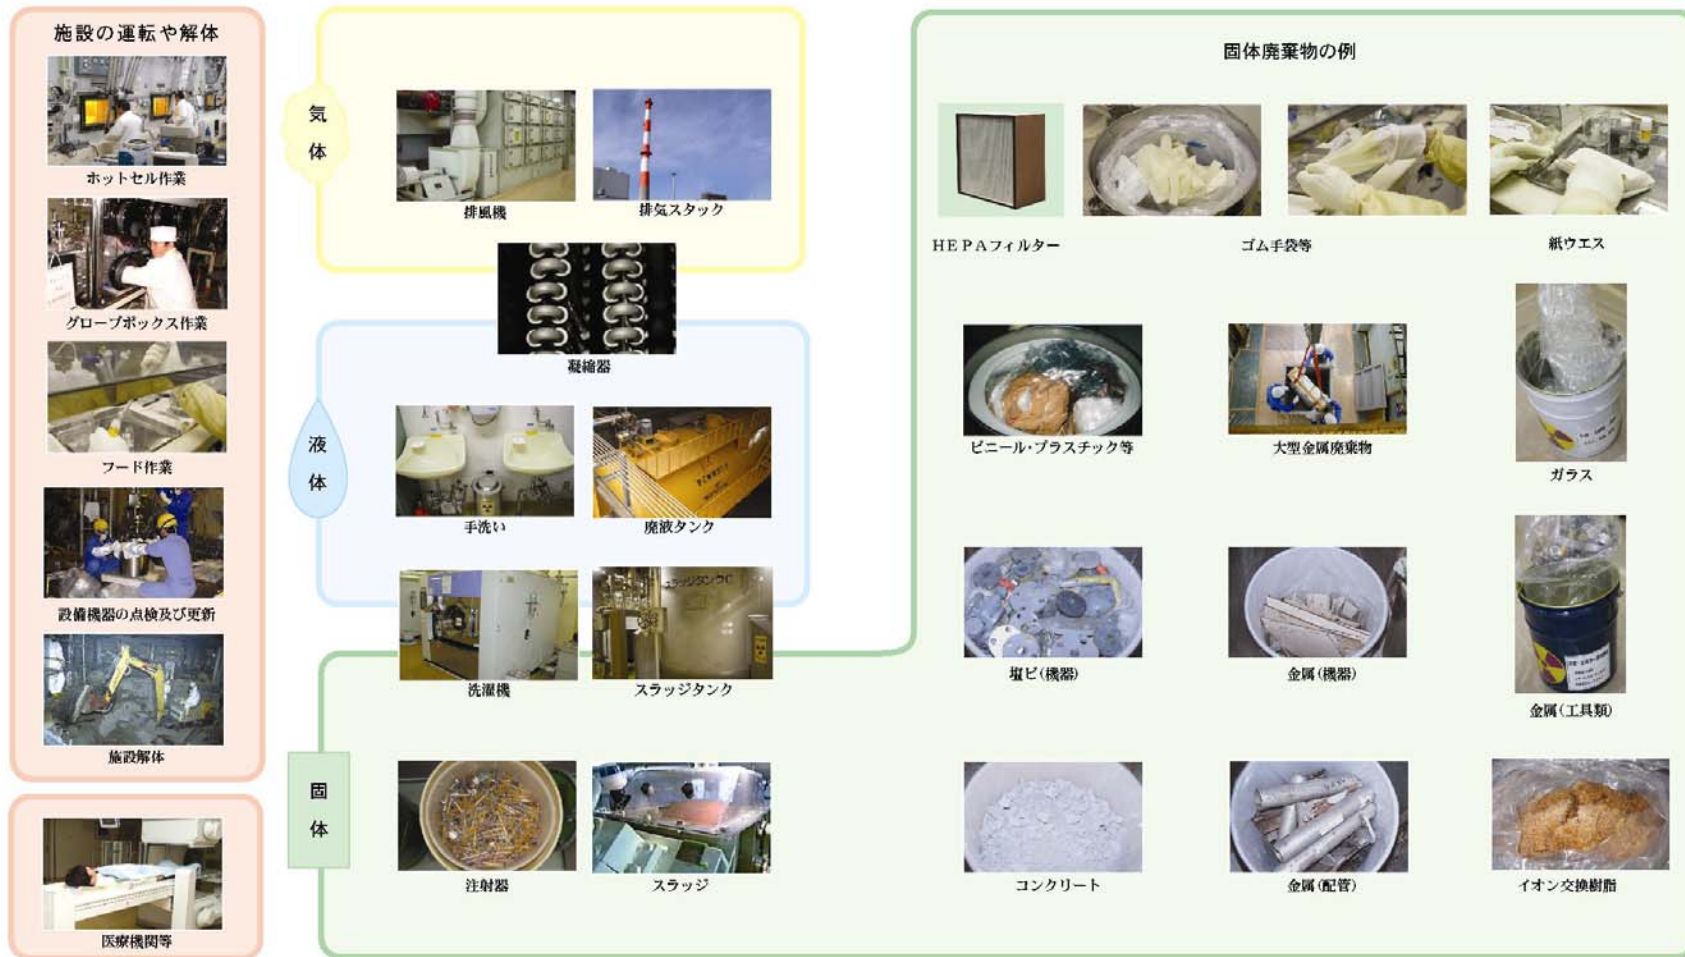 施設の運転や解体
ホットセル作業
グローブボックス作業
フード作業
設備機器の点検及び更新
施設解体
医療機関等
気体
排風機
排気スタック
凝縮器
液体
手洗い
廃液タンク
洗濯機
スラッジタンクC
スラッジタンク
固体
注射器
スラッジ
固体廃棄物の例
HEPAフィルター
ゴム手袋等
紙ウエス
ビニール・プラスチック等
大型金属廃棄物
ガラス
塩ビ(機器)
金属(機器)
金属(工具類)
コンクリート
金属(配管)
イオン交換樹脂